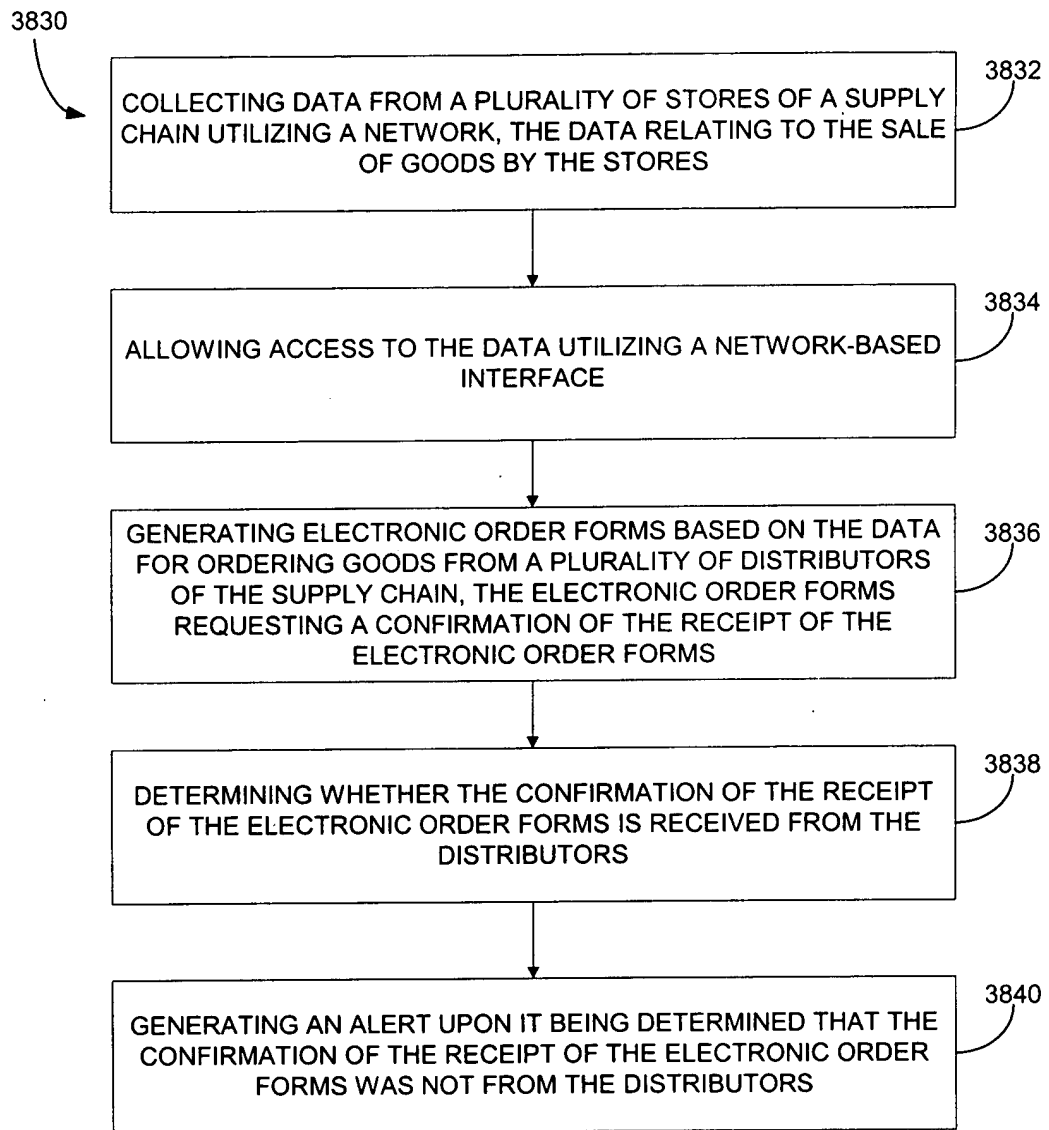 3830
3832
COLLECTING DATA FROM A PLURALITY OF STORES OF A SUPPLY
CHAIN UTILIZING A NETWORK, THE DATA RELATING TO THE SALE
OF GOODS BY THE STORES
3834
ALLOWING ACCESS TO THE DATA UTILIZING A NETWORK-BASED
INTERFACE
3836
GENERATING ELECTRONIC ORDER FORMS BASED ON THE DATA
FOR ORDERING GOODS FROM A PLURALITY OF DISTRIBUTORS
OF THE SUPPLY CHAIN, THE ELECTRONIC ORDER FORMS
REQUESTING A CONFIRMATION OF THE RECEIPT OF THE
ELECTRONIC ORDER FORMS
3838
DETERMINING WHETHER THE CONFIRMATION OF THE RECEIPT
OF THE ELECTRONIC ORDER FORMS IS RECEIVED FROM THE
DISTRIBUTORS
3840
GENERATING AN ALERT UPON IT BEING DETERMINED THAT THE
CONFIRMATION OF THE RECEIPT OF THE ELECTRONIC ORDER
FORMS WAS NOT FROM THE DISTRIBUTORS